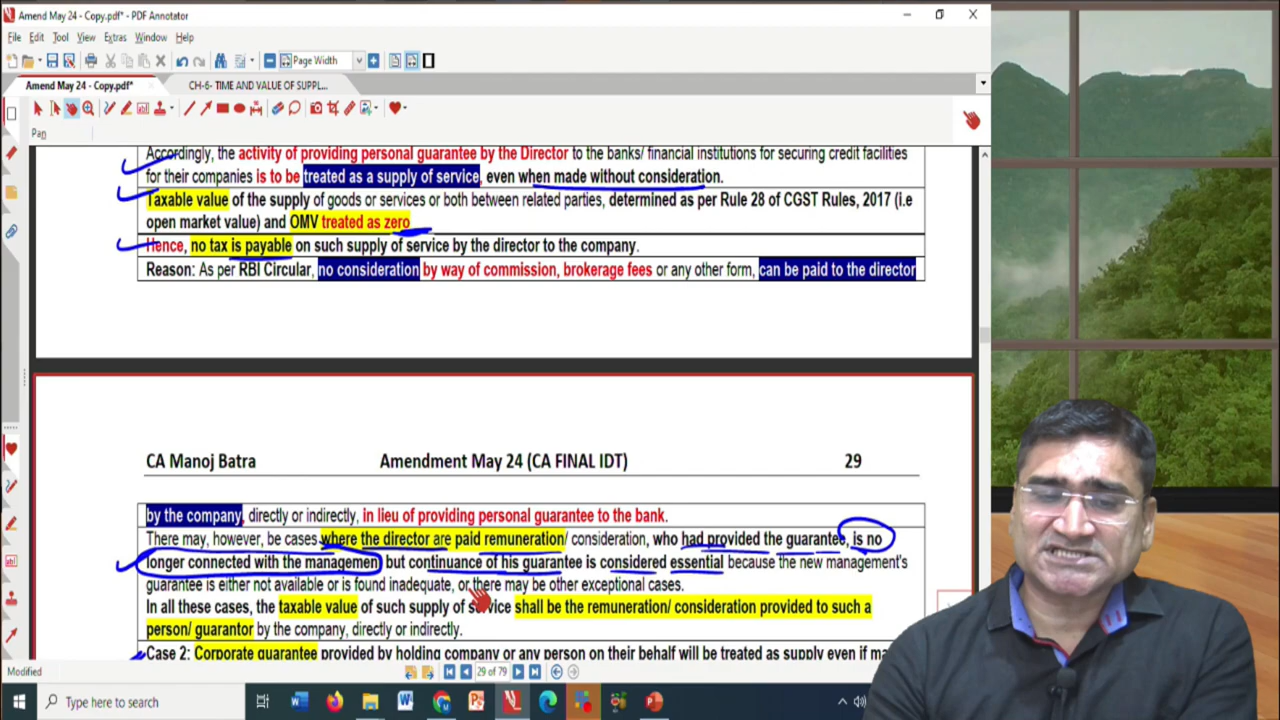 Amend May 24 - Copy.pdf* - PDF Annotator
File Edit Tool View Extras Window Help
Page Width
Amend May 24 - Copy.pdf*
CH-6- TIME AND VALUE OF SUPPL...
Pan
Accordingly, the activity of providing personal guarantee by the Director to the banks/ financial institutions for securing credit facilities
for their companies is to be treated as a supply of service, even when made without consideration.
Taxable value of the supply of goods or services or both between related parties, determined as per Rule 28 of CGST Rules, 2017 (i.e
open market value) and OMV treated as zero
Hence, no tax is payable on such supply of service by the director to the company.
Reason: As per RBI Circular, no consideration by way of commission, brokerage fees or any other form, can be paid to the director
CA Manoj Batra Amendment May 24 (CA FINAL IDT) 29
by the company, directly or indirectly, in lieu of providing personal guarantee to the bank.
There may, however, be cases where the director are paid remuneration/ consideration, who had provided the guarantee, is no
longer connected with the managemen but continuance of his guarantee is considered essential because the new management's
guarantee is either not available or is found inadequate, or there may be other exceptional cases.
In all these cases, the taxable value of such supply of service shall be the remuneration/ consideration provided to such a
person/ guarantor by the company, directly or indirectly.
Case 2: Corporate guarantee provided by holding company or any person on their behalf will be treated as supply even if ma
Modified
29 of 79
Type here to search